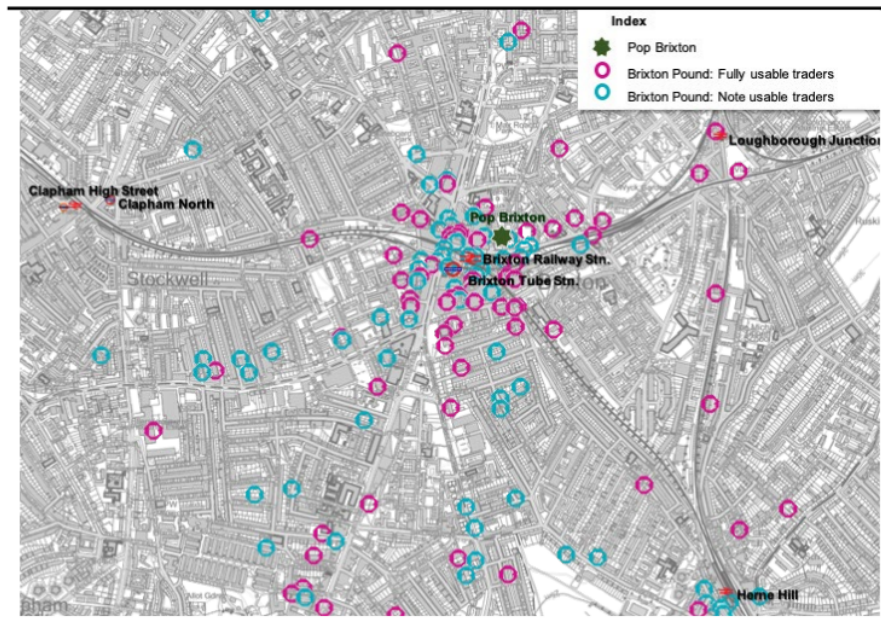 Index
Pop Brixton
Brixton Pound: Fully usable traders
Brixton Pound: Note usable traders
Loughborough Junction
Clapham High Street
Clapham North
Pop Brixton
Brixton Railway Stn.
Stockwell
Brixton Tube Stn.
Herne Hill
pham